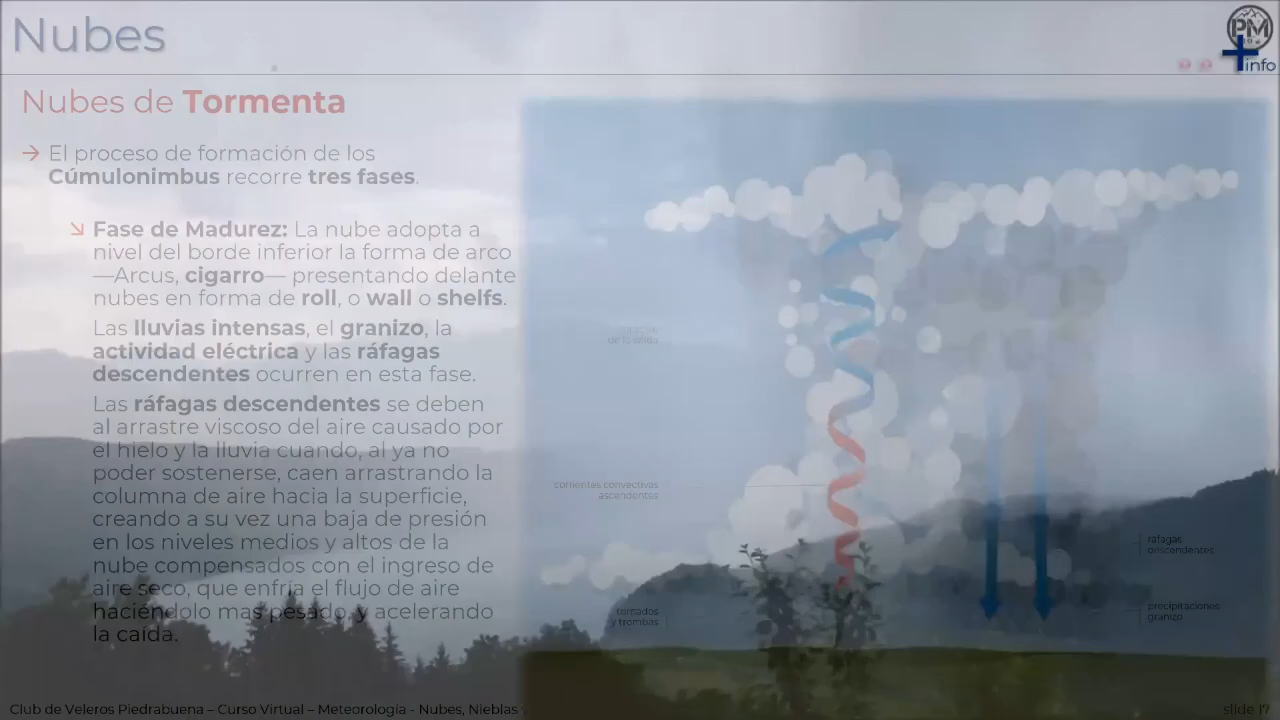 Nubes
PM
info
Nubes de Tormenta
→ El proceso de formación de los
Cúmulonimbus recorre tres fases.
↘ Fase de Madurez: La nube adopta a
nivel del borde inferior la forma de arco
—Arcus, cigarro— presentando delante
nubes en forma de roll, o wall o shelfs.
Las lluvias intensas, el granizo, la
actividad eléctrica y las ráfagas
descendentes ocurren en esta fase.
Las ráfagas descendentes se deben
al arrastre viscoso del aire causado por
el hielo y la lluvia cuando, al ya no
poder sostenerse, caen arrastrando la
columna de aire hacia la superficie,
creando a su vez una baja de presión
en los niveles medios y altos de la
nube compensados con el ingreso de
aire seco, que enfría el flujo de aire
haciéndolo mas pesado, y acelerando
la caída.
corrientes convectivas
ascendentes
tornados
y trombas
ráfagas
descendentes
precipitaciones
granizo
Club de Veleros Piedrabuena – Curso Virtual – Meteorología - Nubes, Nieblas
slide 17